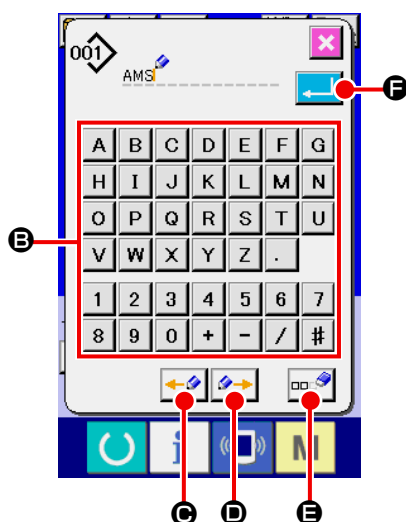 001
AMS
F
A B C D E F G
H I J K L M N
O P Q R S T U
B
V W X Y Z .
1 2 3 4 5 6 7
8 9 0 + - / #
i M
C D E